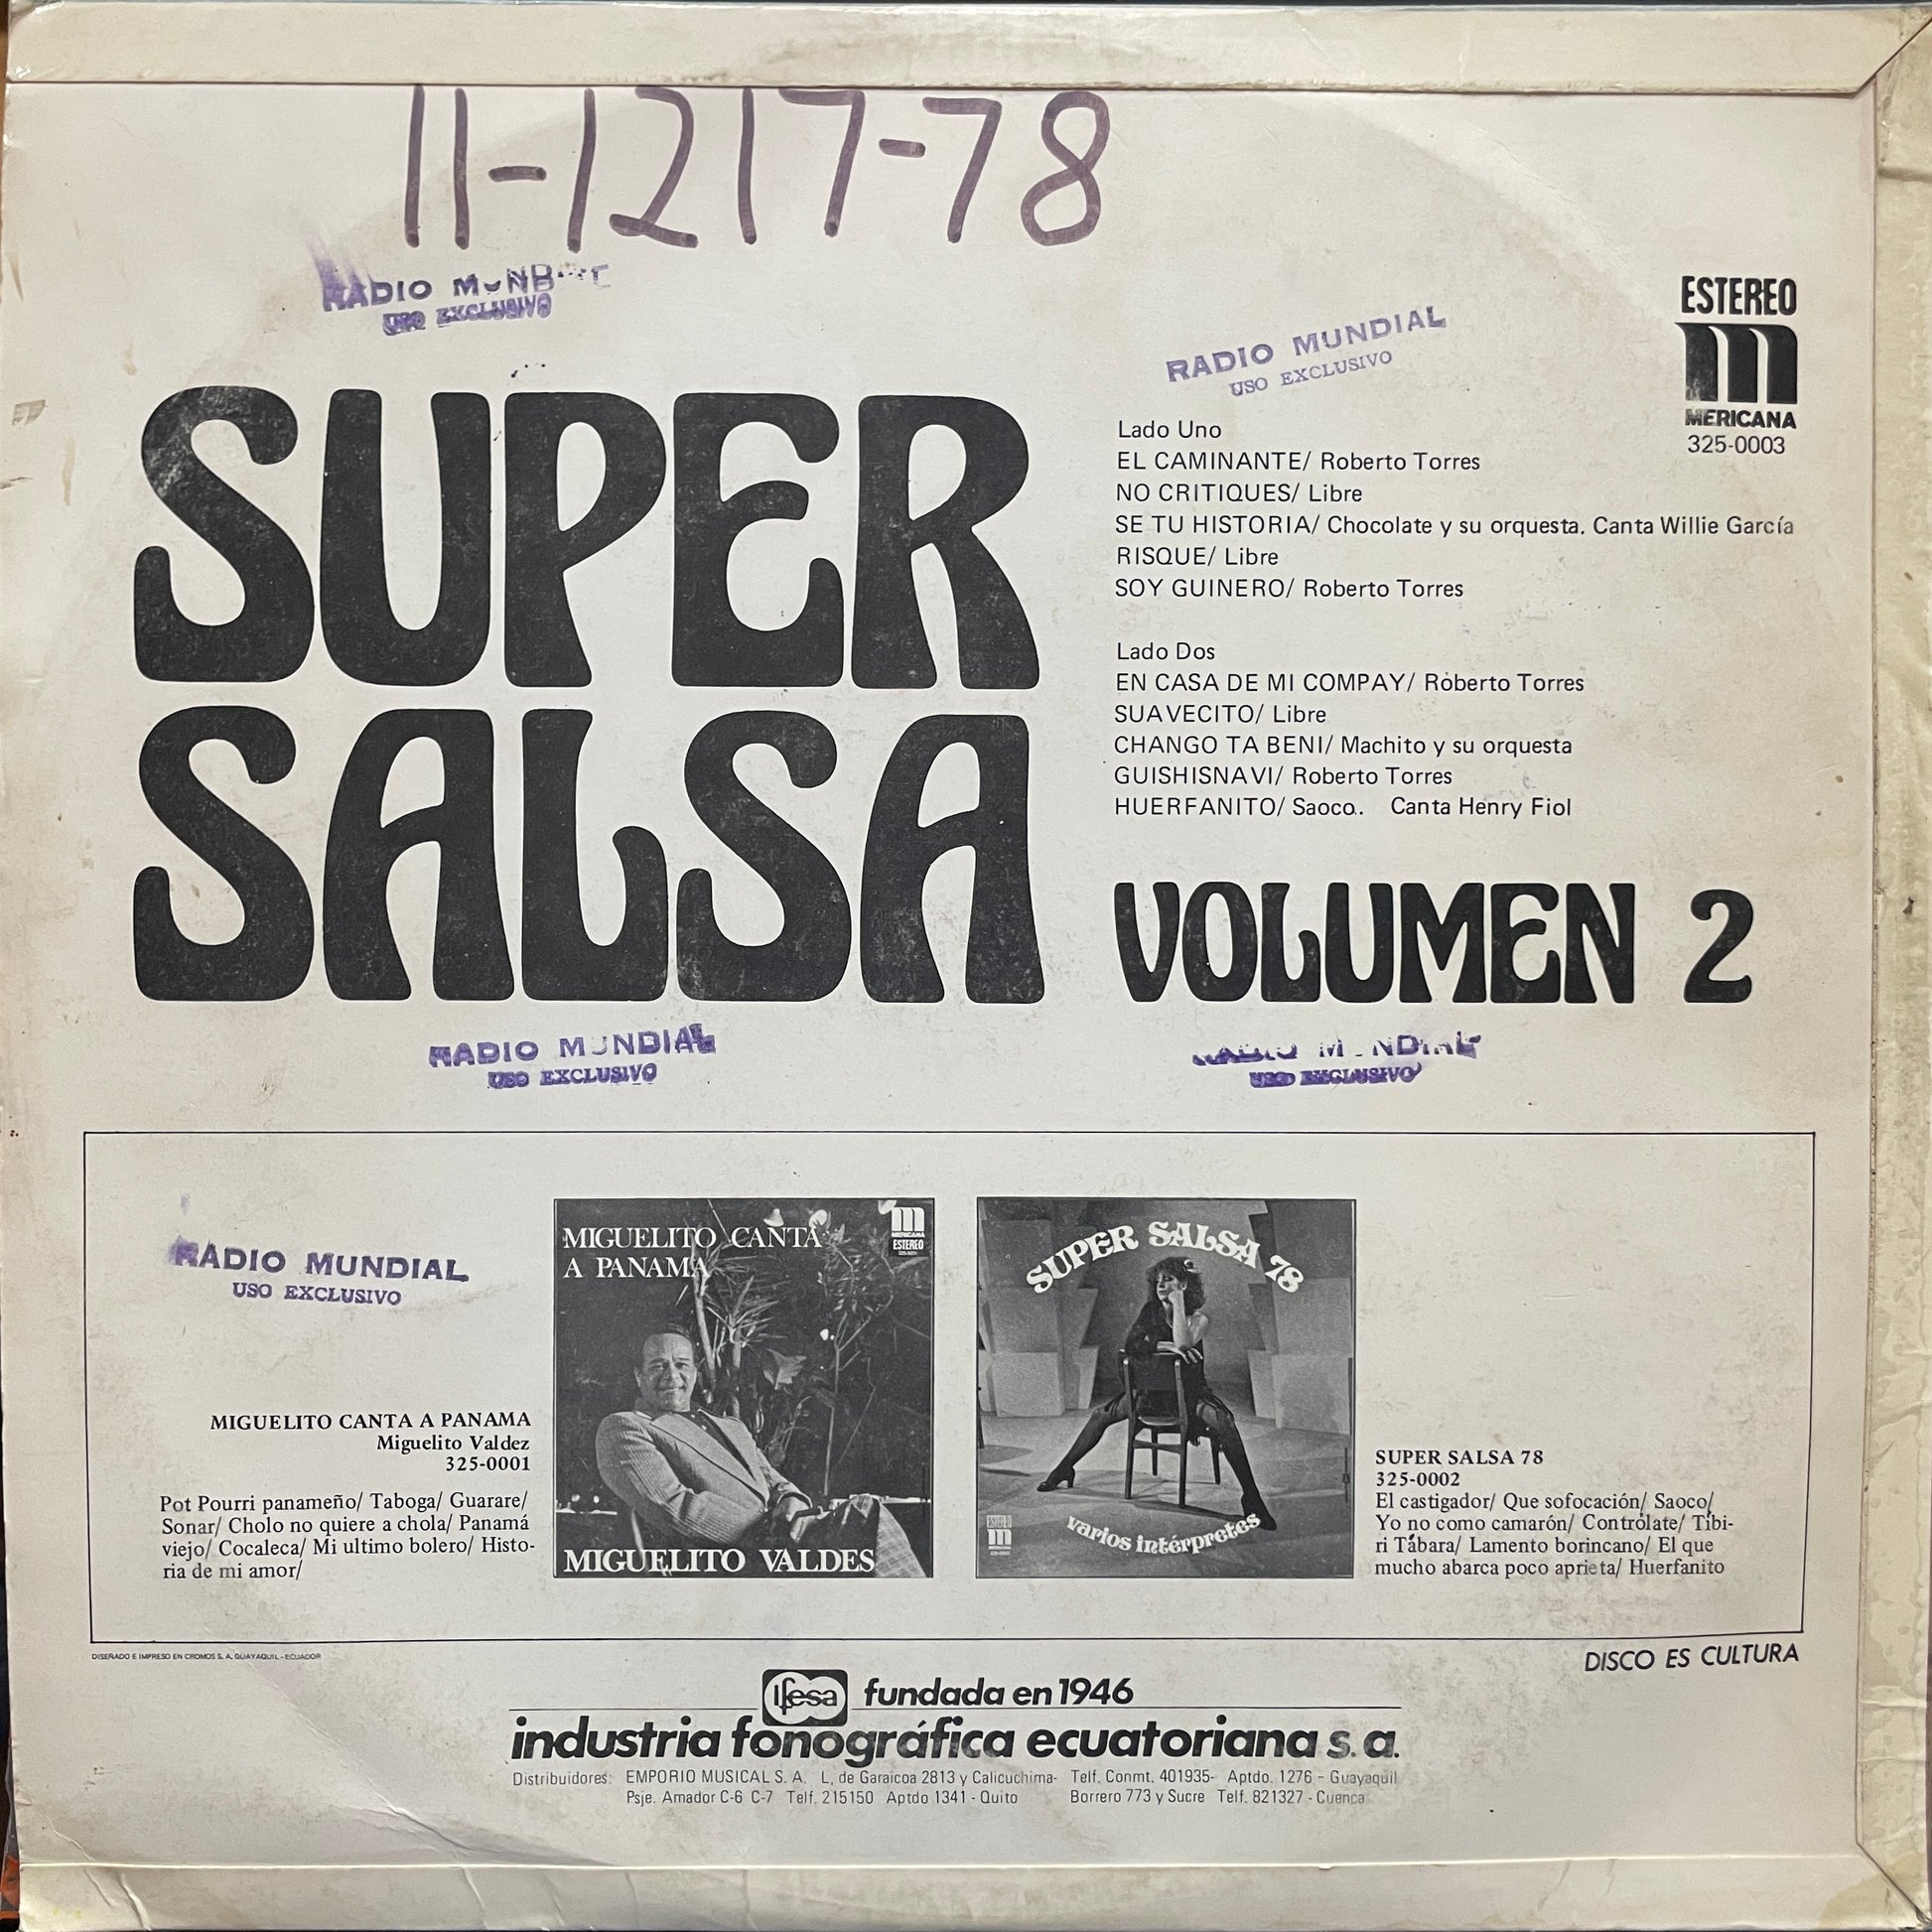 11-1217-78
RADIO
USO EXCLUSIVO
RADIO MUNDIAL
USO EXCLUSIVO
ESTEREO
m
MERICANA
325-0003
SUPER
SALSA
Lado Uno
EL CAMINANTE/ Roberto Torres
NO CRITIQUES/ Libre
SE TU HISTORIA/ Chocolate y su orquesta. Canta Willie García
RISQUE/ Libre
SOY GUINERO/ Roberto Torres
Lado Dos
EN CASA DE MI COMPAY/ Roberto Torres
SUAVECITO/ Libre
CHANGO TA BENI/ Machito y su orquesta
GUISHISNAVI/ Roberto Torres
HUERFANITO/ Saoco.. Canta Henry Fiol
VOLUMEN 2
RADIO MUNDIAL
USO EXCLUSIVO
RADIO MUNDIAL
USO EXCLUSIVO
RADIO MUNDIAL
USO EXCLUSIVO
MIGUELITO CANTA A PANAMA
Miguelito Valdez
325-0001
Pot Pourri panameño/ Taboga/ Guarare/
Sonar/ Cholo no quiere a chola/ Panamá
viejo/ Cocaleca/ Mi ultimo bolero/ Histo-
ria de mi amor/
MIGUELITO CANTA
A PANAMA
m
MERICANA
ESTEREO
MIGUELITO VALDES
SUPER SALSA 78
ESTEREO
m
varios intérpretes
SUPER SALSA 78
325-0002
El castigador/ Que sofocación/ Saoco/
Yo no como camarón/ Contrólate/ Tibi-
ri Tábara/ Lamento borincano/ El que
mucho abarca poco aprieta/ Huerfanito
DISEÑADO E IMPRESO EN CROMOS S. A. GUAYAQUIL - ECUADOR
DISCO ES CULTURA
ifesa fundada en 1946
industria fonográfica ecuatoriana s.a.
Distribuidores: EMPORIO MUSICAL S. A. L. de Garaicoa 2813 y Calicuchima- Telf. Conmt. 401935- Aptdo. 1276 - Guayaquil
Psje. Amador C-6 C-7 Telf. 215150 Aptdo 1341 - Quito Borrero 773 y Sucre Telf. 821327 - Cuenca